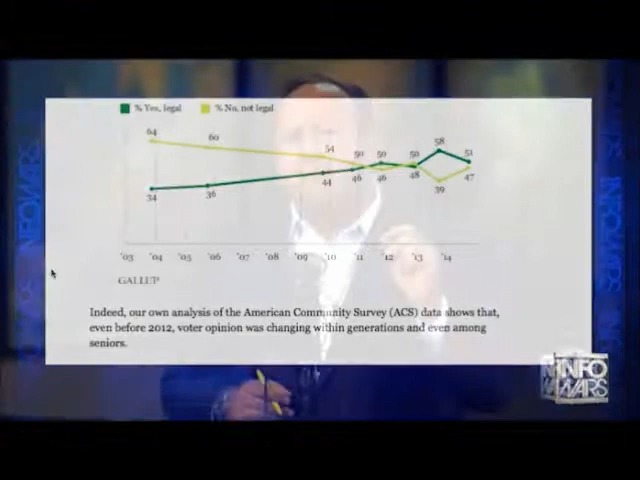 % Yes, legal % No, not legal
64 60 54 50 50 50 58 51
34 36 44 46 46 48 39 47
'03 '04 '05 '06 '07 '08 '09 '10 '11 '12 '13 '14
GALLUP
Indeed, our own analysis of the American Community Survey (ACS) data shows that,
even before 2012, voter opinion was changing within generations and even among
seniors.
INFO
WARS
INFOWARS